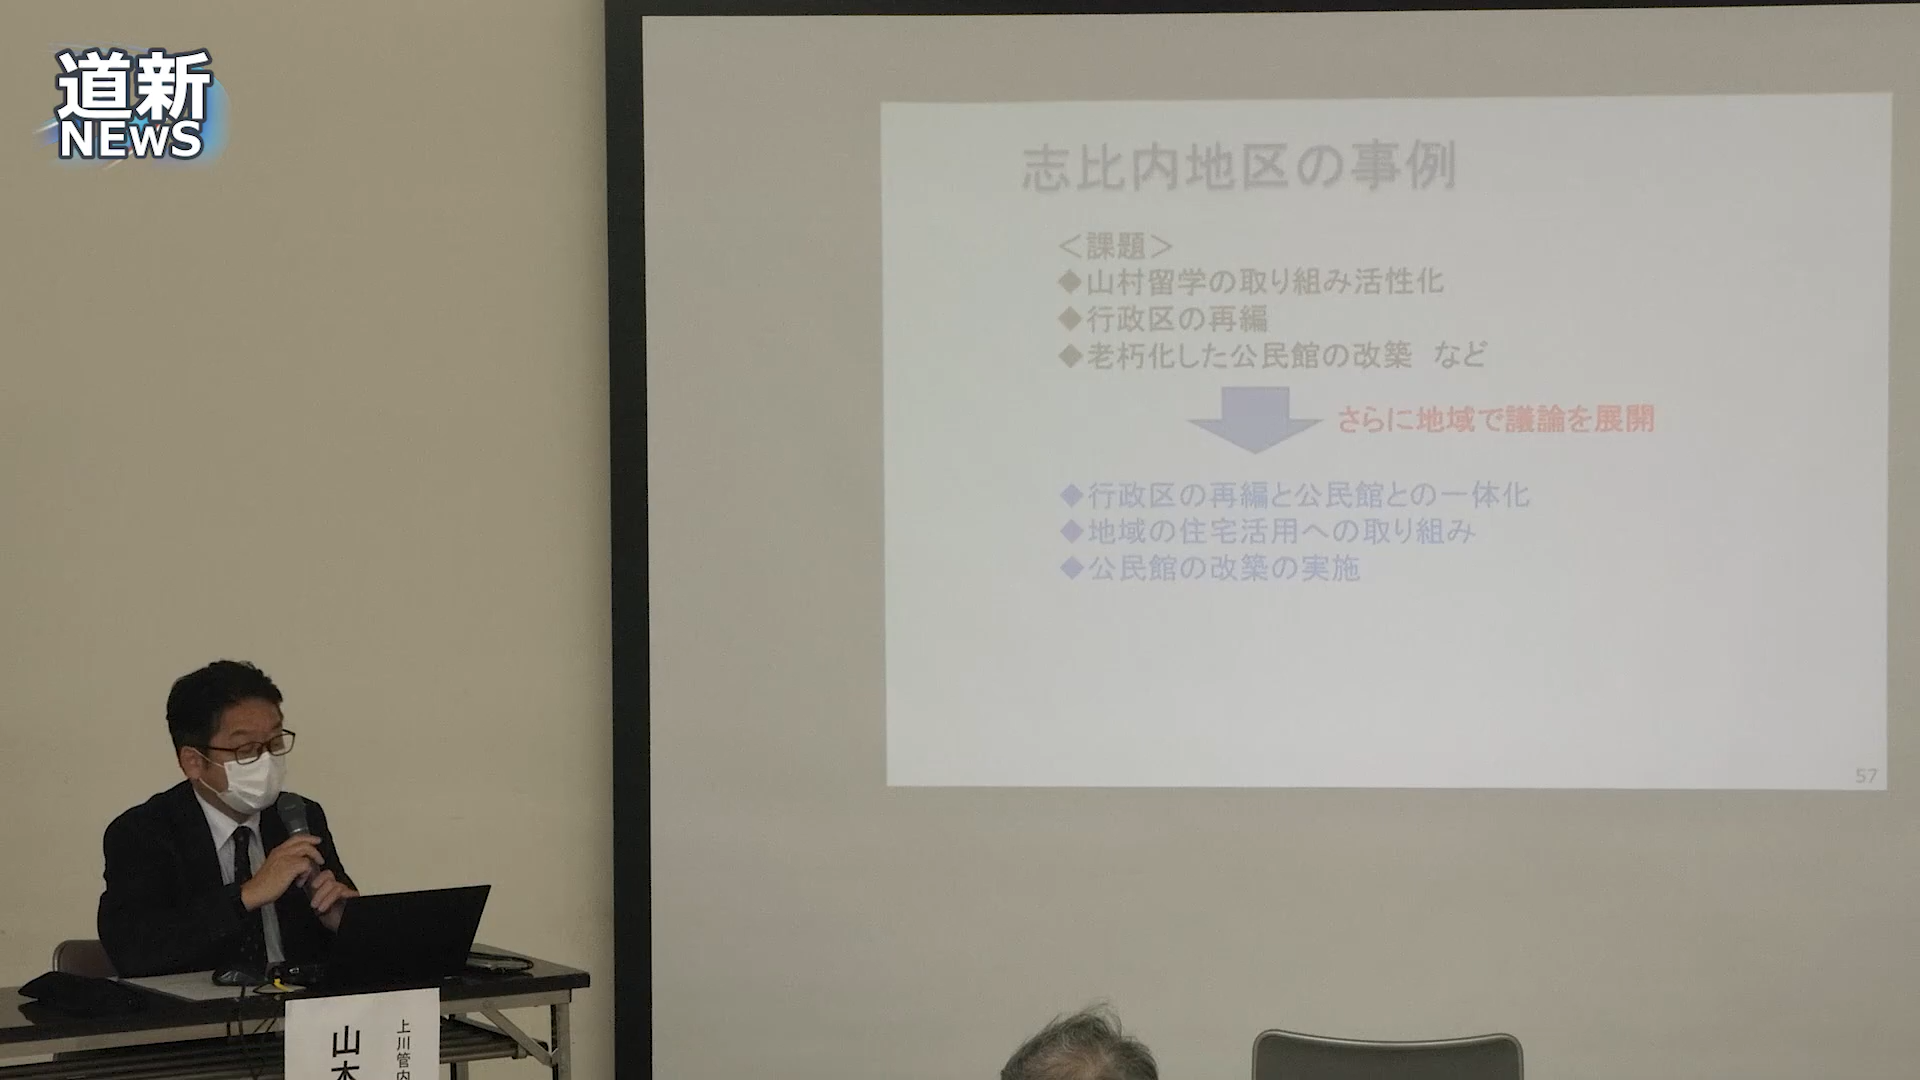 道新
NEWS
志比内地区の事例
＜課題＞
◆山村留学の取り組み活性化
◆行政区の再編
◆老朽化した公民館の改築　など
さらに地域で議論を展開
◆行政区の再編と公民館との一体化
◆地域の住宅活用への取り組み
◆公民館の改築の実施
57
上川管内
山本